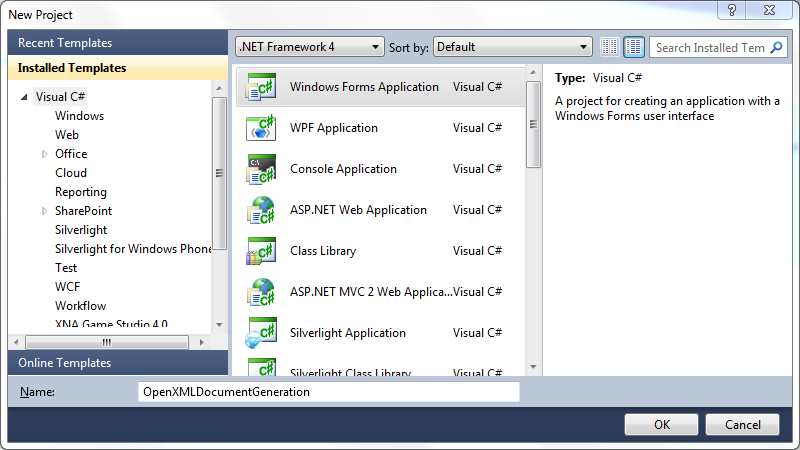 New Project
Recent Templates
Installed Templates
Visual C#
Windows
Web
Office
Cloud
Reporting
SharePoint
Silverlight
Silverlight for Windows Phone
Test
WCF
Workflow
XNA Game Studio 4.0
Online Templates
.NET Framework 4
Sort by: Default
Search Installed Tem
Windows Forms Application Visual C#
WPF Application Visual C#
Console Application Visual C#
ASP.NET Web Application Visual C#
Class Library Visual C#
ASP.NET MVC 2 Web Applica... Visual C#
Silverlight Application Visual C#
Silverlight Class Library Visual C#
Type: Visual C#
A project for creating an application with a
Windows Forms user interface
Name: OpenXMLDocumentGeneration
OK
Cancel